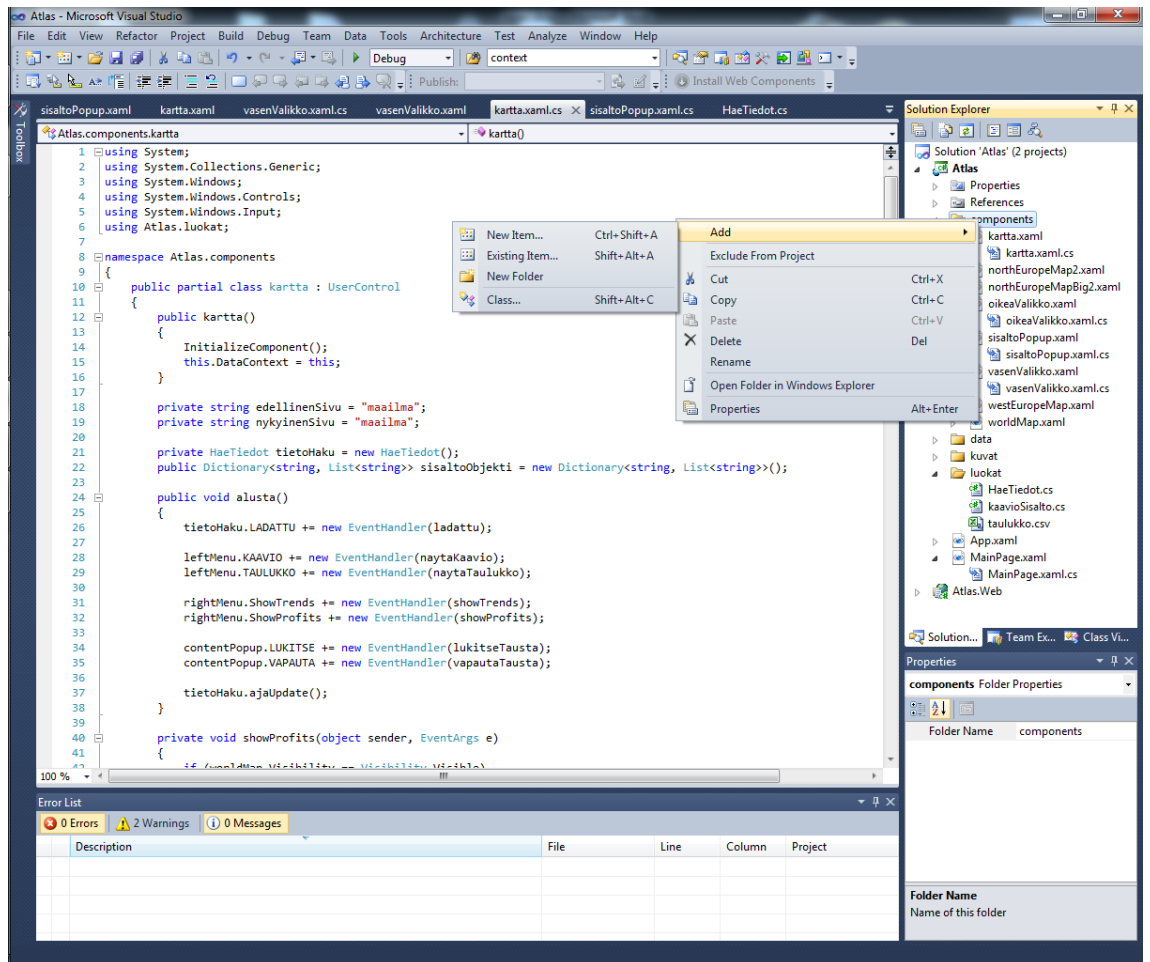 Atlas - Microsoft Visual Studio
File Edit View Refactor Project Build Debug Team Data Tools Architecture Test Analyze Window Help
Debug context
Publish: Install Web Components
sisaltoPopup.xaml kartta.xaml vasenValikko.xaml.cs vasenValikko.xaml kartta.xaml.cs sisaltoPopup.xaml.cs HaeTiedot.cs
Toolbox
Atlas.components.kartta kartta()
1 using System;
2 using System.Collections.Generic;
3 using System.Windows;
4 using System.Windows.Controls;
5 using System.Windows.Input;
6 using Atlas.luokat;
7
8 namespace Atlas.components
9 {
10 public partial class kartta : UserControl
11 {
12 public kartta()
13 {
14 InitializeComponent();
15 this.DataContext = this;
16 }
17
18 private string edellinenSivu = "maailma";
19 private string nykyinenSivu = "maailma";
20
21 private HaeTiedot tietoHaku = new HaeTiedot();
22 public Dictionary<string, List<string>> sisaltoObjekti = new Dictionary<string, List<string>>();
23
24 public void alusta()
25 {
26 tietoHaku.LADATTU += new EventHandler(ladattu);
27
28 leftMenu.KAAVIO += new EventHandler(naytaKaavio);
29 leftMenu.TAULUKKO += new EventHandler(naytaTaulukko);
30
31 rightMenu.ShowTrends += new EventHandler(showTrends);
32 rightMenu.ShowProfits += new EventHandler(showProfits);
33
34 contentPopup.LUKITSE += new EventHandler(lukitseTausta);
35 contentPopup.VAPAUTA += new EventHandler(vapautaTausta);
36
37 tietoHaku.ajaUpdate();
38 }
39
40 private void showProfits(object sender, EventArgs e)
41 {
42 if (worldMap.Visibility == Visibility.Visible)
100 %
New Item... Ctrl+Shift+A
Existing Item... Shift+Alt+A
New Folder
Class... Shift+Alt+C
Add
Exclude From Project
Cut Ctrl+X
Copy Ctrl+C
Paste Ctrl+V
Delete Del
Rename
Open Folder in Windows Explorer
Properties Alt+Enter
Solution Explorer
Solution 'Atlas' (2 projects)
Atlas
Properties
References
components
kartta.xaml
kartta.xaml.cs
northEuropeMap2.xaml
northEuropeMapBig2.xaml
oikeaValikko.xaml
oikeaValikko.xaml.cs
sisaltoPopup.xaml
sisaltoPopup.xaml.cs
vasenValikko.xaml
vasenValikko.xaml.cs
westEuropeMap.xaml
worldMap.xaml
data
kuvat
luokat
HaeTiedot.cs
kaavioSisalto.cs
taulukko.csv
App.xaml
MainPage.xaml
MainPage.xaml.cs
Atlas.Web
Solution... Team Ex... Class Vi...
Properties
components Folder Properties
Folder Name components
Folder Name
Name of this folder
Error List
0 Errors 2 Warnings 0 Messages
Description File Line Column Project